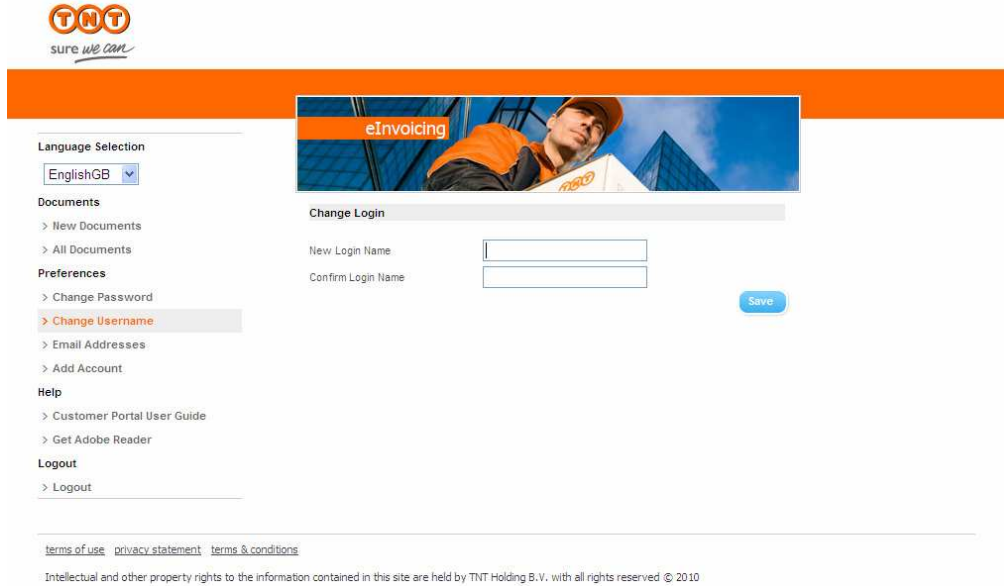 TNT
sure we can
eInvoicing
TNT
Language Selection
EnglishGB
Documents
> New Documents
> All Documents
Preferences
> Change Password
> Change Username
> Email Addresses
> Add Account
Help
> Customer Portal User Guide
> Get Adobe Reader
Logout
> Logout
Change Login
New Login Name
Confirm Login Name
Save
terms of use privacy statement terms & conditions
Intellectual and other property rights to the information contained in this site are held by TNT Holding B.V. with all rights reserved © 2010